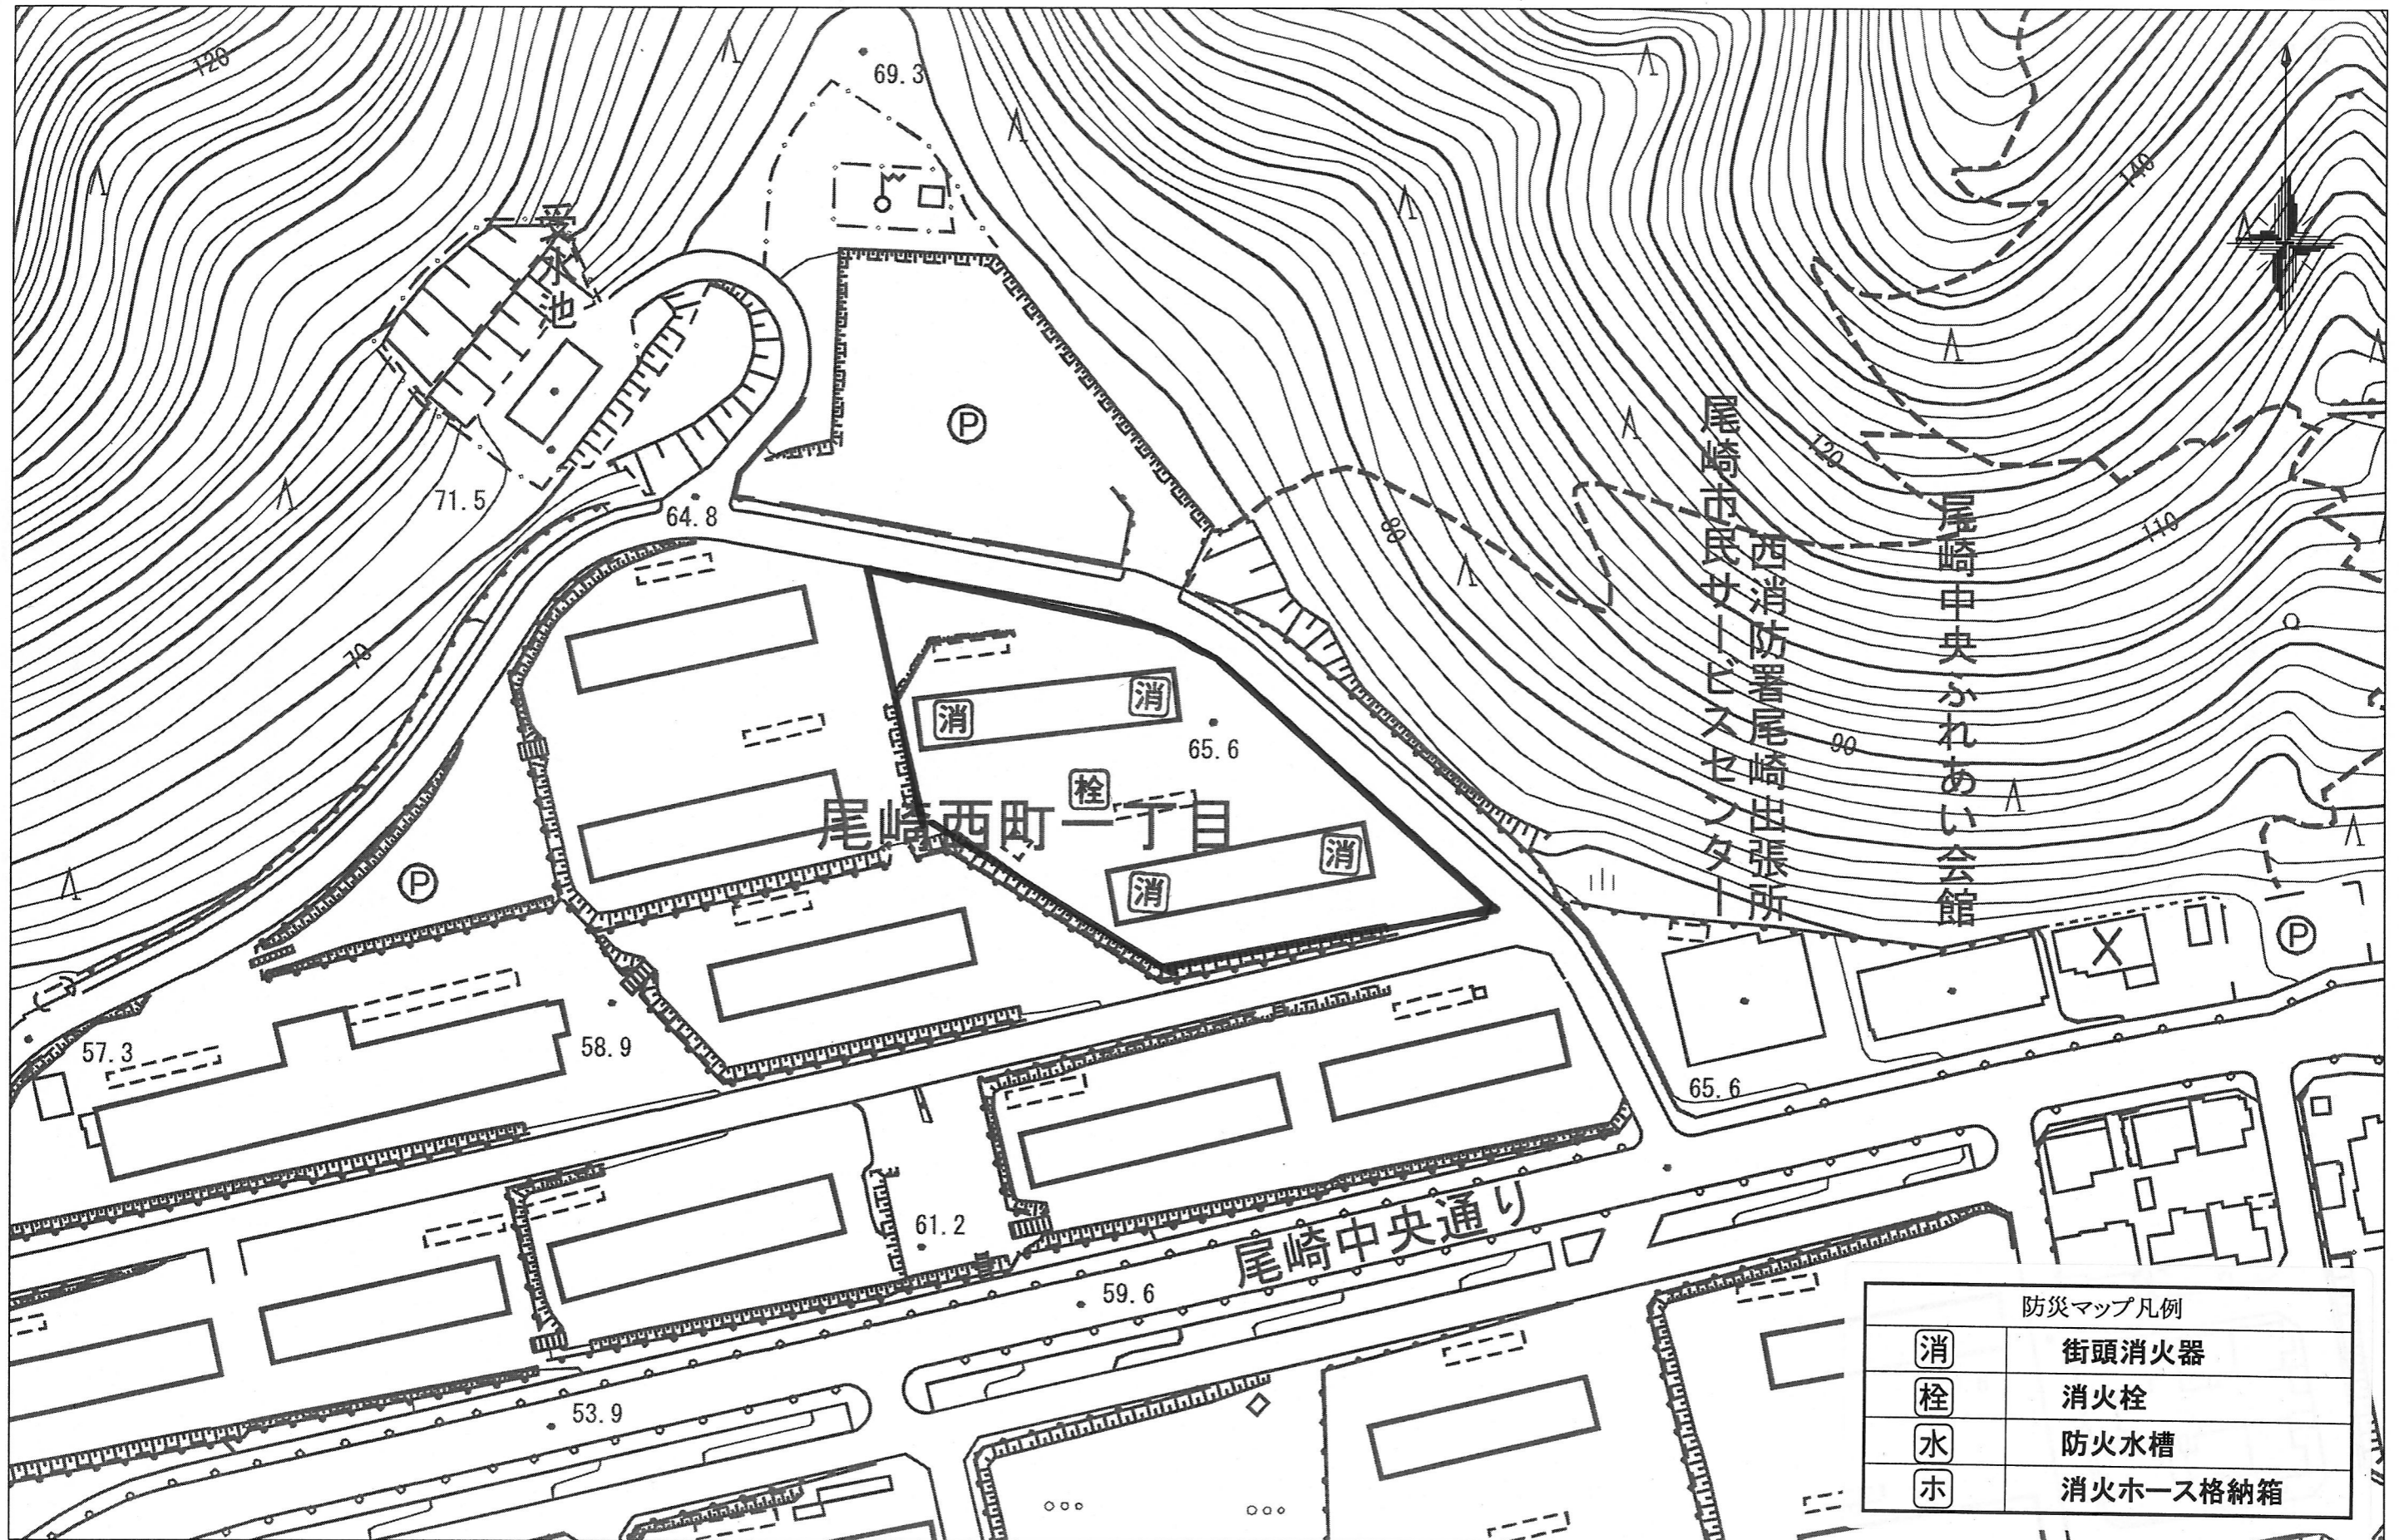 120
69.3
140
受水池
Ⓟ
71.5
64.8
80
120
110
尾崎市民サービスセンター
西消防署尾崎出張所
尾崎中央ふれあい会館
70
消
消
65.6
90
栓
尾崎西町一丁目
消
消
Ⓟ
Ⓟ
57.3
58.9
65.6
61.2
尾崎中央通り
59.6
53.9
防災マップ凡例
消 街頭消火器
栓 消火栓
水 防火水槽
ホ 消火ホース格納箱